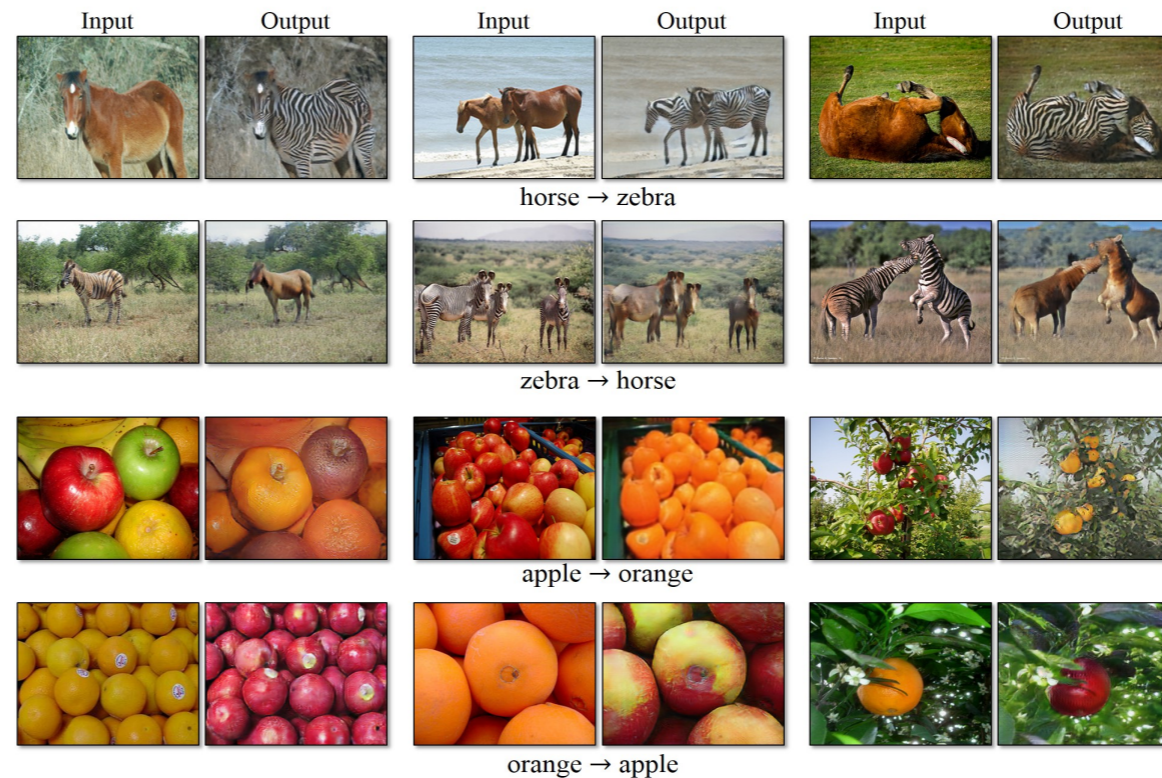 Input Output Input Output Input Output
horse → zebra
zebra → horse
apple → orange
orange → apple